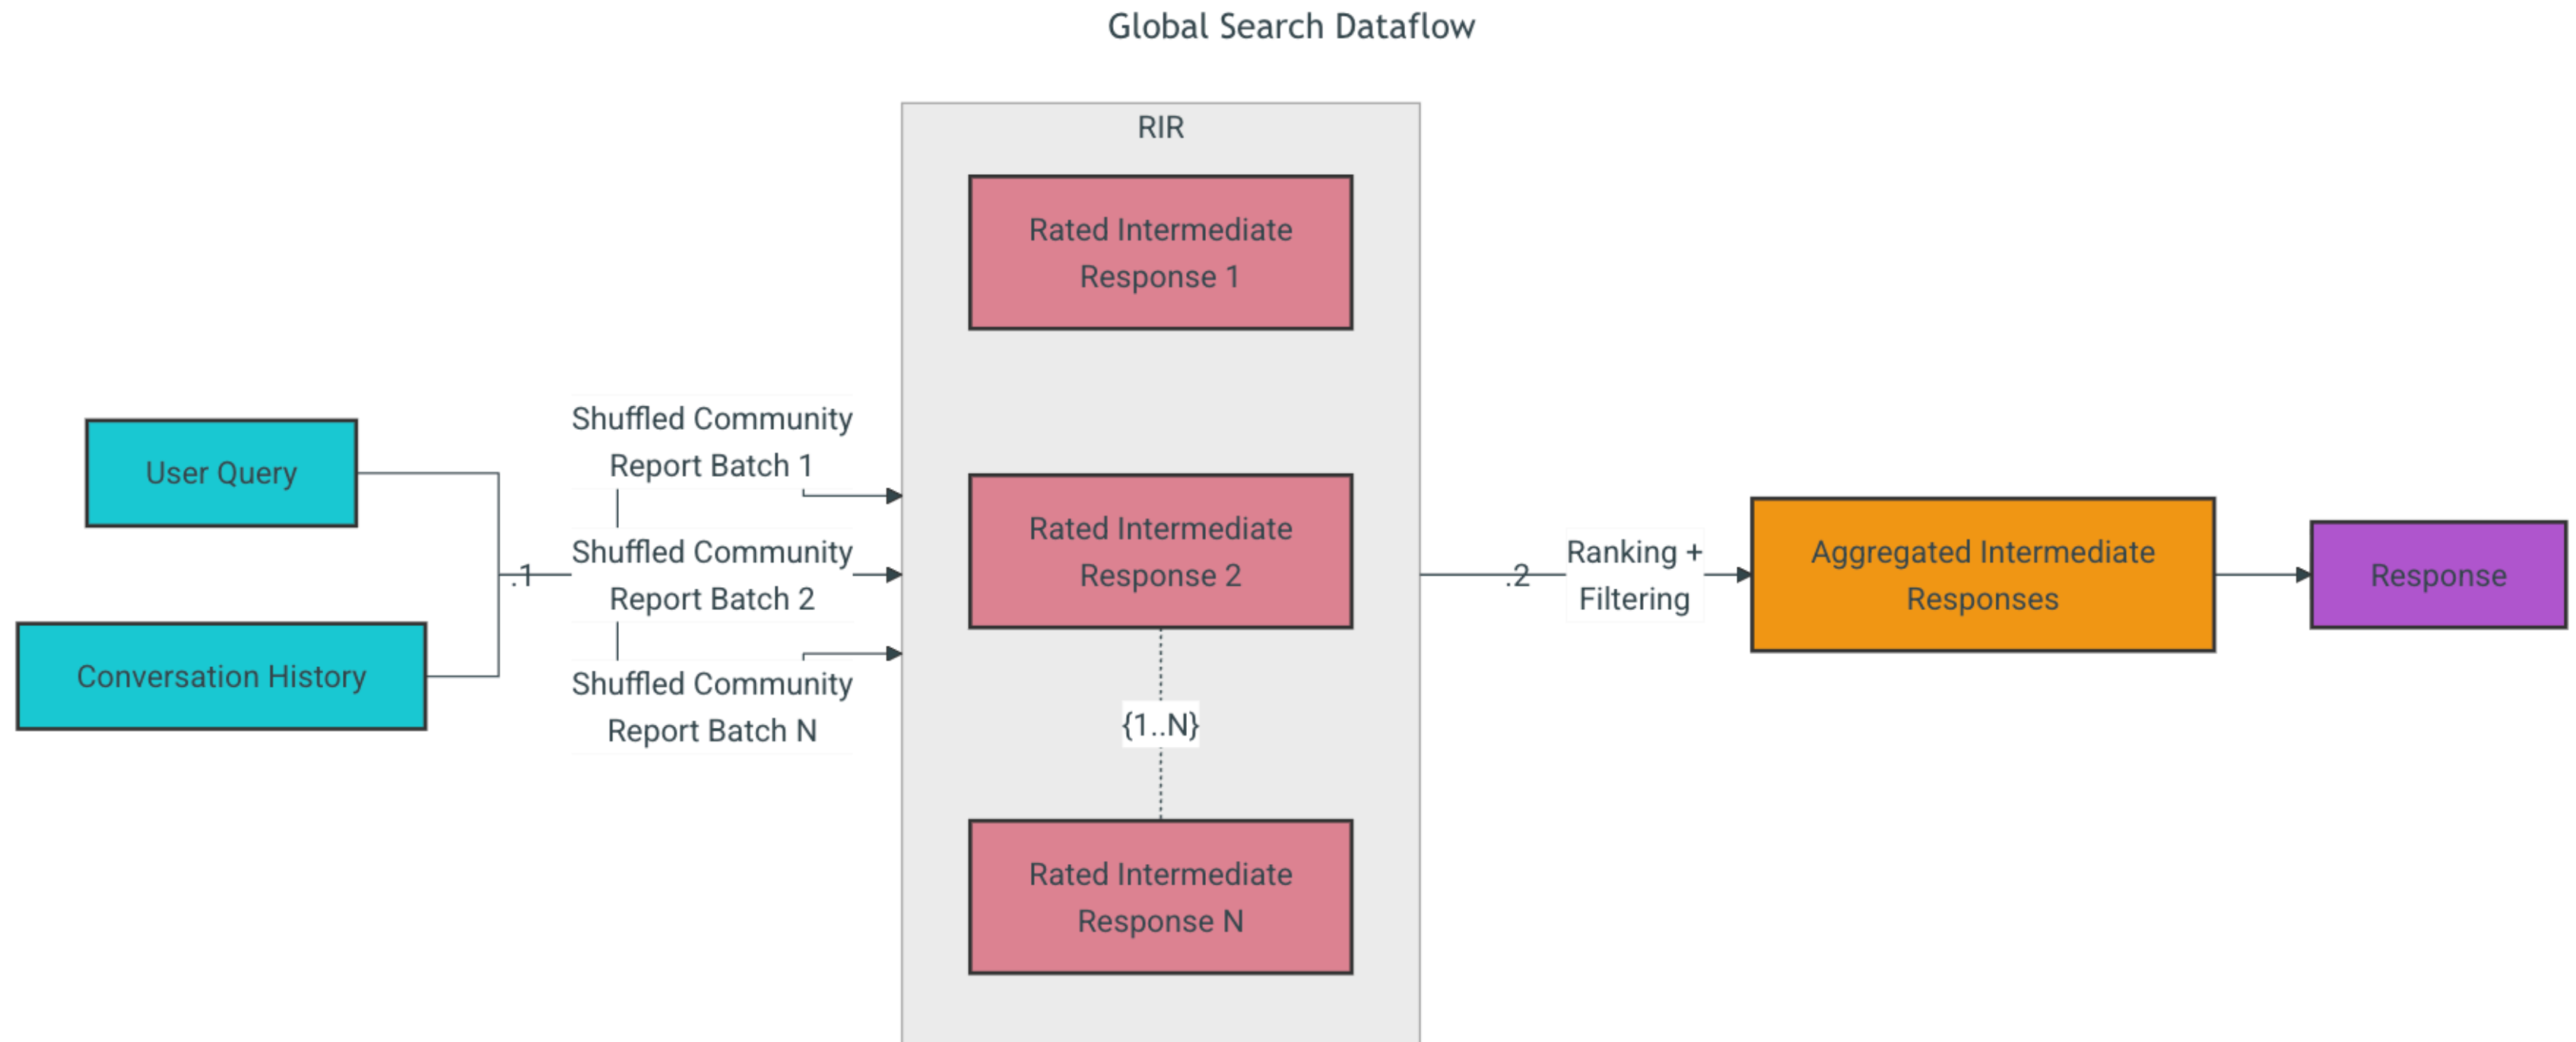 Global Search Dataflow
RIR
Rated Intermediate
Response 1
Shuffled Community
Report Batch 1
User Query
Rated Intermediate
Response 2
.1
Shuffled Community
Report Batch 2
.2
Ranking +
Filtering
Aggregated Intermediate
Responses
Response
Conversation History
Shuffled Community
Report Batch N
{1..N}
Rated Intermediate
Response N